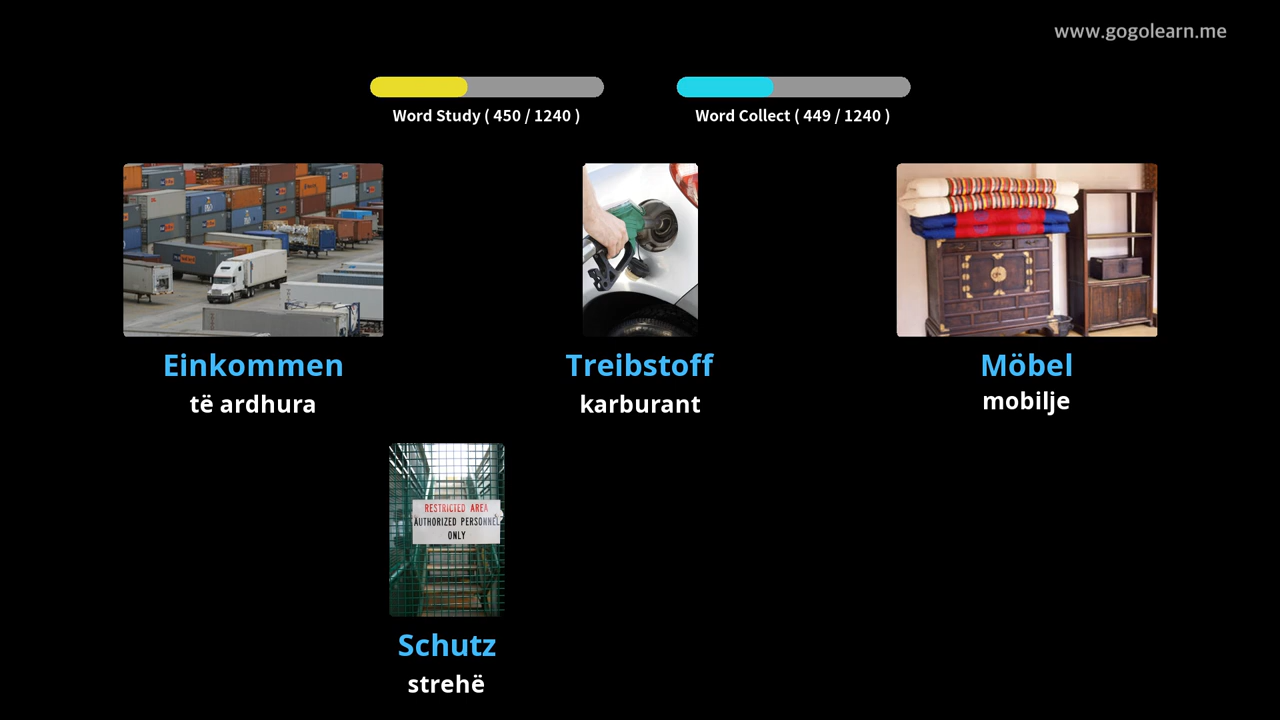 www.gogolearn.me
Word Study ( 450 / 1240 )
Word Collect ( 449 / 1240 )
Einkommen
të ardhura
Treibstoff
karburant
Möbel
mobilje
RESTRICTED AREA
AUTHORIZED PERSONNEL
ONLY
Schutz
strehë